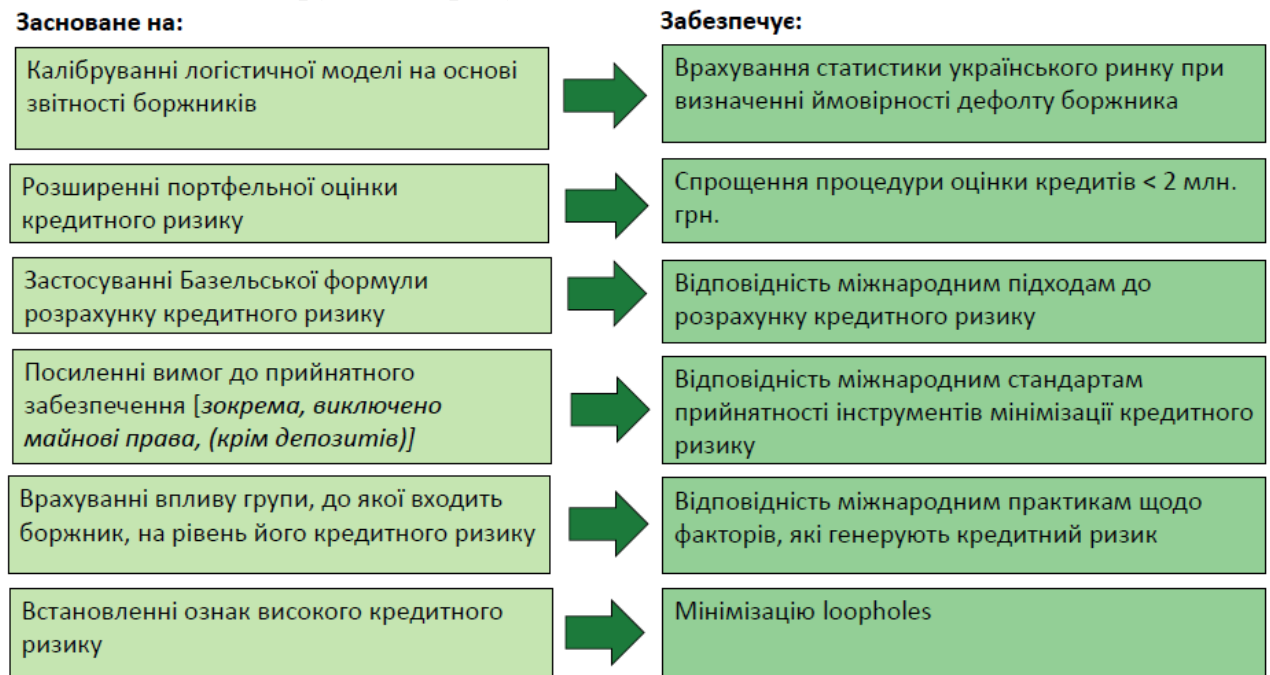 Засноване на:
Забезпечує:
Калібруванні логістичної моделі на основі
звітності боржників
Врахування статистики українського ринку при
визначенні ймовірності дефолту боржника
Розширенні портфельної оцінки
кредитного ризику
Спрощення процедури оцінки кредитів < 2 млн.
грн.
Застосуванні Базельської формули
розрахунку кредитного ризику
Відповідність міжнародним підходам до
розрахунку кредитного ризику
Посиленні вимог до прийнятного
забезпечення [зокрема, виключено
майнові права, (крім депозитів)]
Відповідність міжнародним стандартам
прийнятності інструментів мінімізації кредитного
ризику
Врахуванні впливу групи, до якої входить
боржник, на рівень його кредитного ризику
Відповідність міжнародним практикам щодо
факторів, які генерують кредитний ризик
Встановленні ознак високого кредитного
ризику
Мінімізацію loopholes